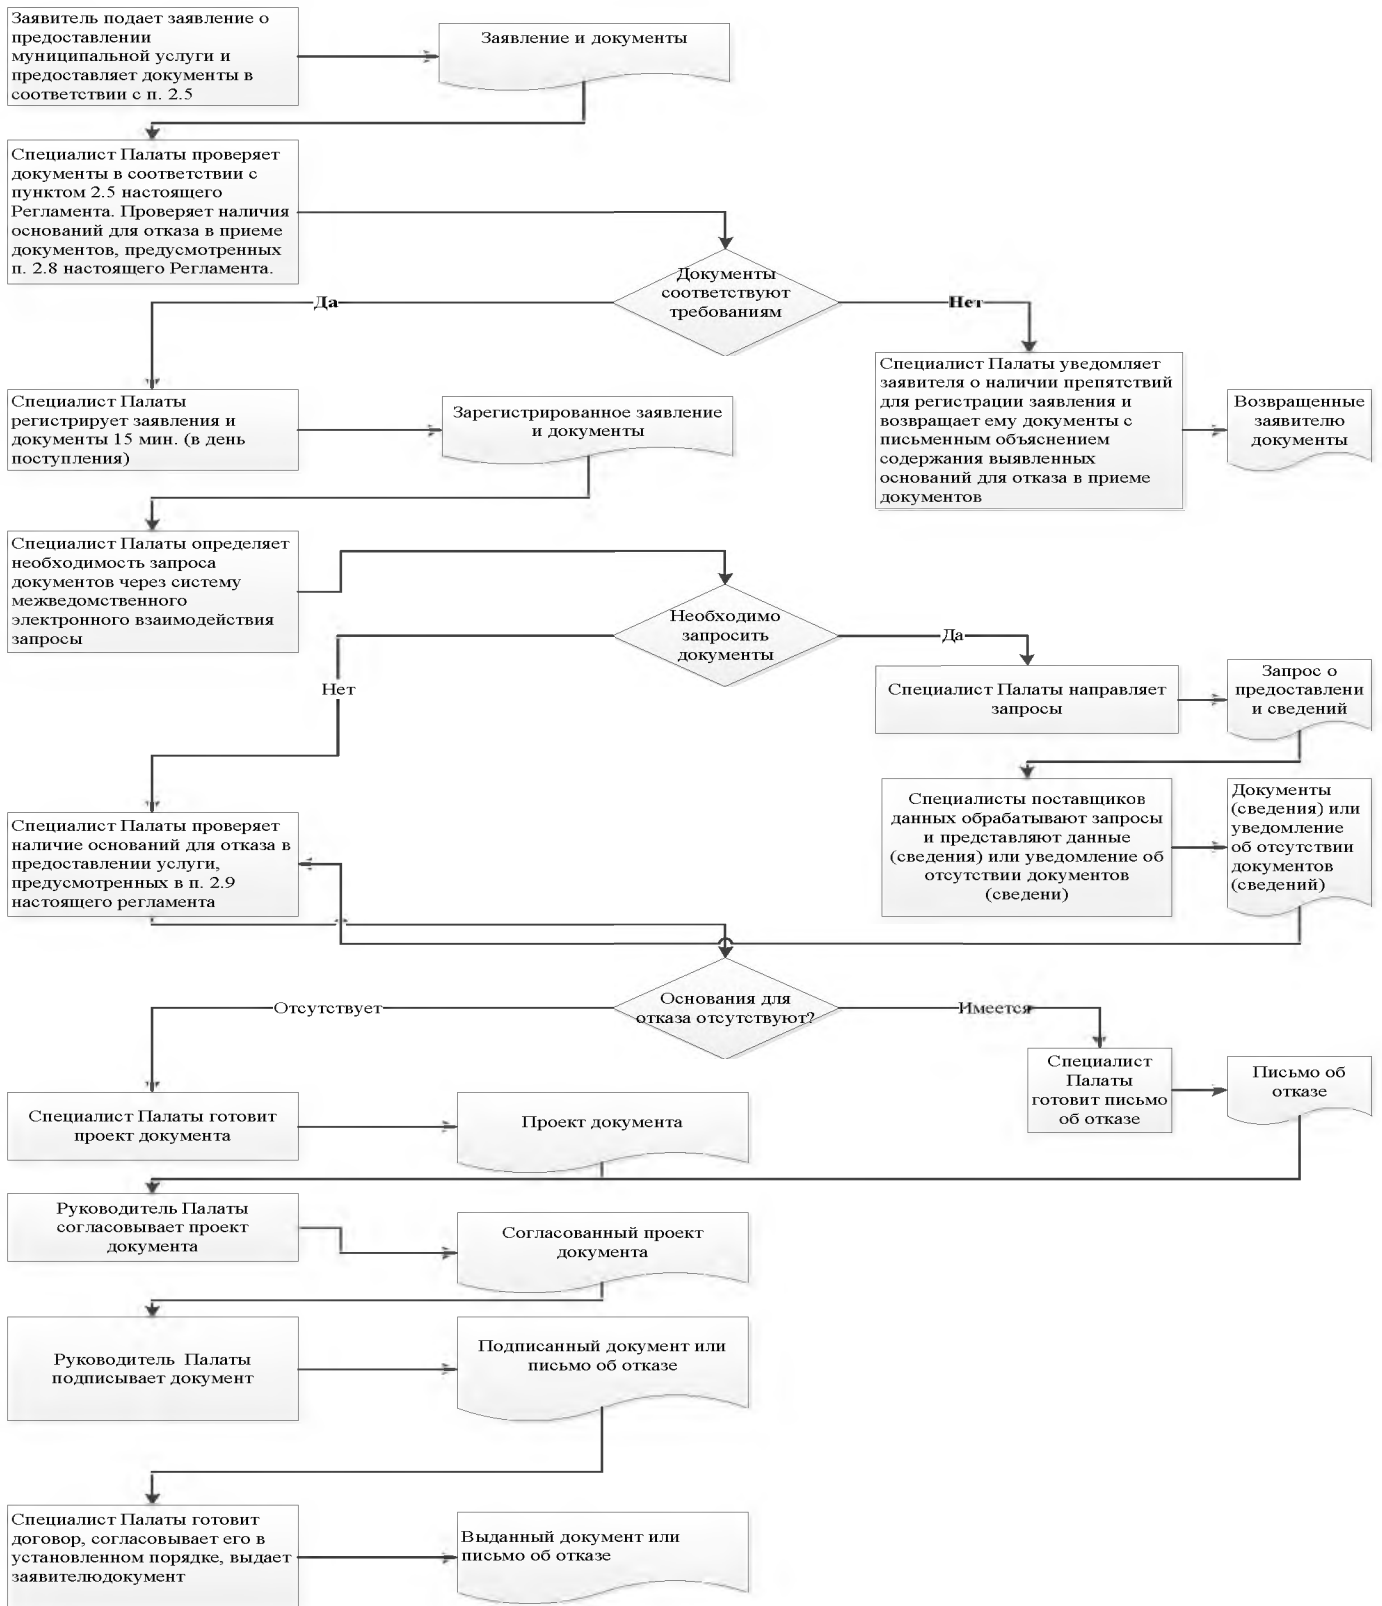 Заявитель подает заявление о
предоставлении
муниципальной услуги и
предоставляет документы в
соответствии с п. 2.5
Заявление и документы
Специалист Палаты проверяет
документы в соответствии с
пунктом 2.5 настоящего
Регламента. Проверяет наличия
оснований для отказа в приеме
документов, предусмотренных
п. 2.8 настоящего Регламента.
Документы
соответствуют
требованиям
Да
Нет
Специалист Палаты
регистрирует заявления и
документы 15 мин. (в день
поступления)
Зарегистрированное заявление
и документы
Специалист Палаты уведомляет
заявителя о наличии препятствий
для регистрации заявления и
возвращает ему документы с
письменным объяснением
содержания выявленных
оснований для отказа в приеме
документов
Возвращенные
заявителю
документы
Специалист Палаты определяет
необходимость запроса
документов через систему
межведомственного
электронного взаимодействия
запросы
Необходимо
запросить
документы
Да
Нет
Специалист Палаты направляет
запросы
Запрос о
предоставлени
и сведений
Специалисты поставщиков
данных обрабатывают запросы
и представляют данные
(сведения) или уведомление об
отсутствии документов
(сведени)
Документы
(сведения) или
уведомление
об отсутствии
документов
(сведений)
Специалист Палаты проверяет
наличие оснований для отказа в
предоставлении услуги,
предусмотренных в п. 2.9
настоящего регламента
Основания для
отказа отсутствуют?
Отсутствует
Имеется
Специалист
Палаты
готовит письмо
об отказе
Письмо об
отказе
Специалист Палаты готовит
проект документа
Проект документа
Руководитель Палаты
согласовывает проект
документа
Согласованный проект
документа
Руководитель Палаты
подписывает документ
Подписанный документ или
письмо об отказе
Специалист Палаты готовит
договор, согласовывает его в
установленном порядке, выдает
заявителюдокумент
Выданный документ или
письмо об отказе